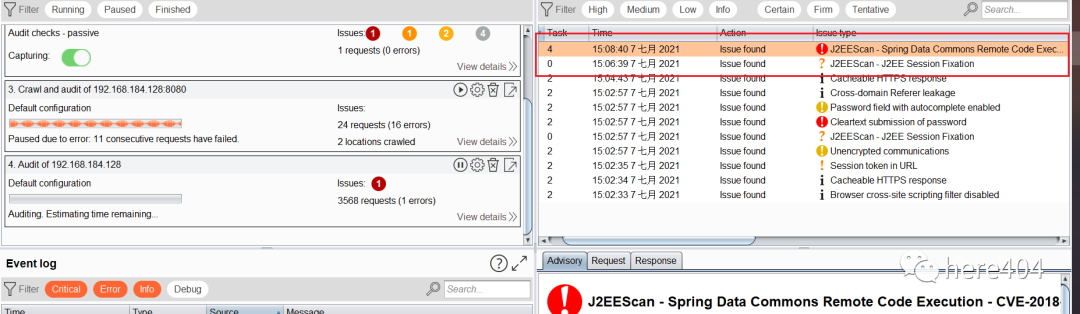 Filter Running Paused Finished
Audit checks - passive
Issues: 1 1 2 4
Capturing:
1 requests (0 errors)
View details
3. Crawl and audit of 192.168.184.128:8080
Default configuration
Issues:
24 requests (16 errors)
Paused due to error: 11 consecutive requests have failed.
2 locations crawled
View details
4. Audit of 192.168.184.128
Default configuration
Issues: 1
3568 requests (1 errors)
Auditing. Estimating time remaining...
View details
Event log
Filter Critical Error Info Debug
Search...
Time Type Source Message
Filter High Medium Low Info Certain Firm Tentative
Search...
Task Time Action Issue type
4 15:08:40 7 七月 2021 Issue found J2EEScan - Spring Data Commons Remote Code Exec...
0 15:06:39 7 七月 2021 Issue found J2EEScan - J2EE Session Fixation
2 15:04:43 7 七月 2021 Issue found Cacheable HTTPS response
2 15:02:57 7 七月 2021 Issue found Cross-domain Referer leakage
2 15:02:57 7 七月 2021 Issue found Password field with autocomplete enabled
2 15:02:57 7 七月 2021 Issue found Cleartext submission of password
0 15:02:57 7 七月 2021 Issue found J2EEScan - J2EE Session Fixation
2 15:02:57 7 七月 2021 Issue found Unencrypted communications
2 15:02:35 7 七月 2021 Issue found Session token in URL
2 15:02:34 7 七月 2021 Issue found Cacheable HTTPS response
2 15:02:33 7 七月 2021 Issue found Browser cross-site scripting filter disabled
Advisory Request Response
here404
J2EEScan - Spring Data Commons Remote Code Execution - CVE-2018-